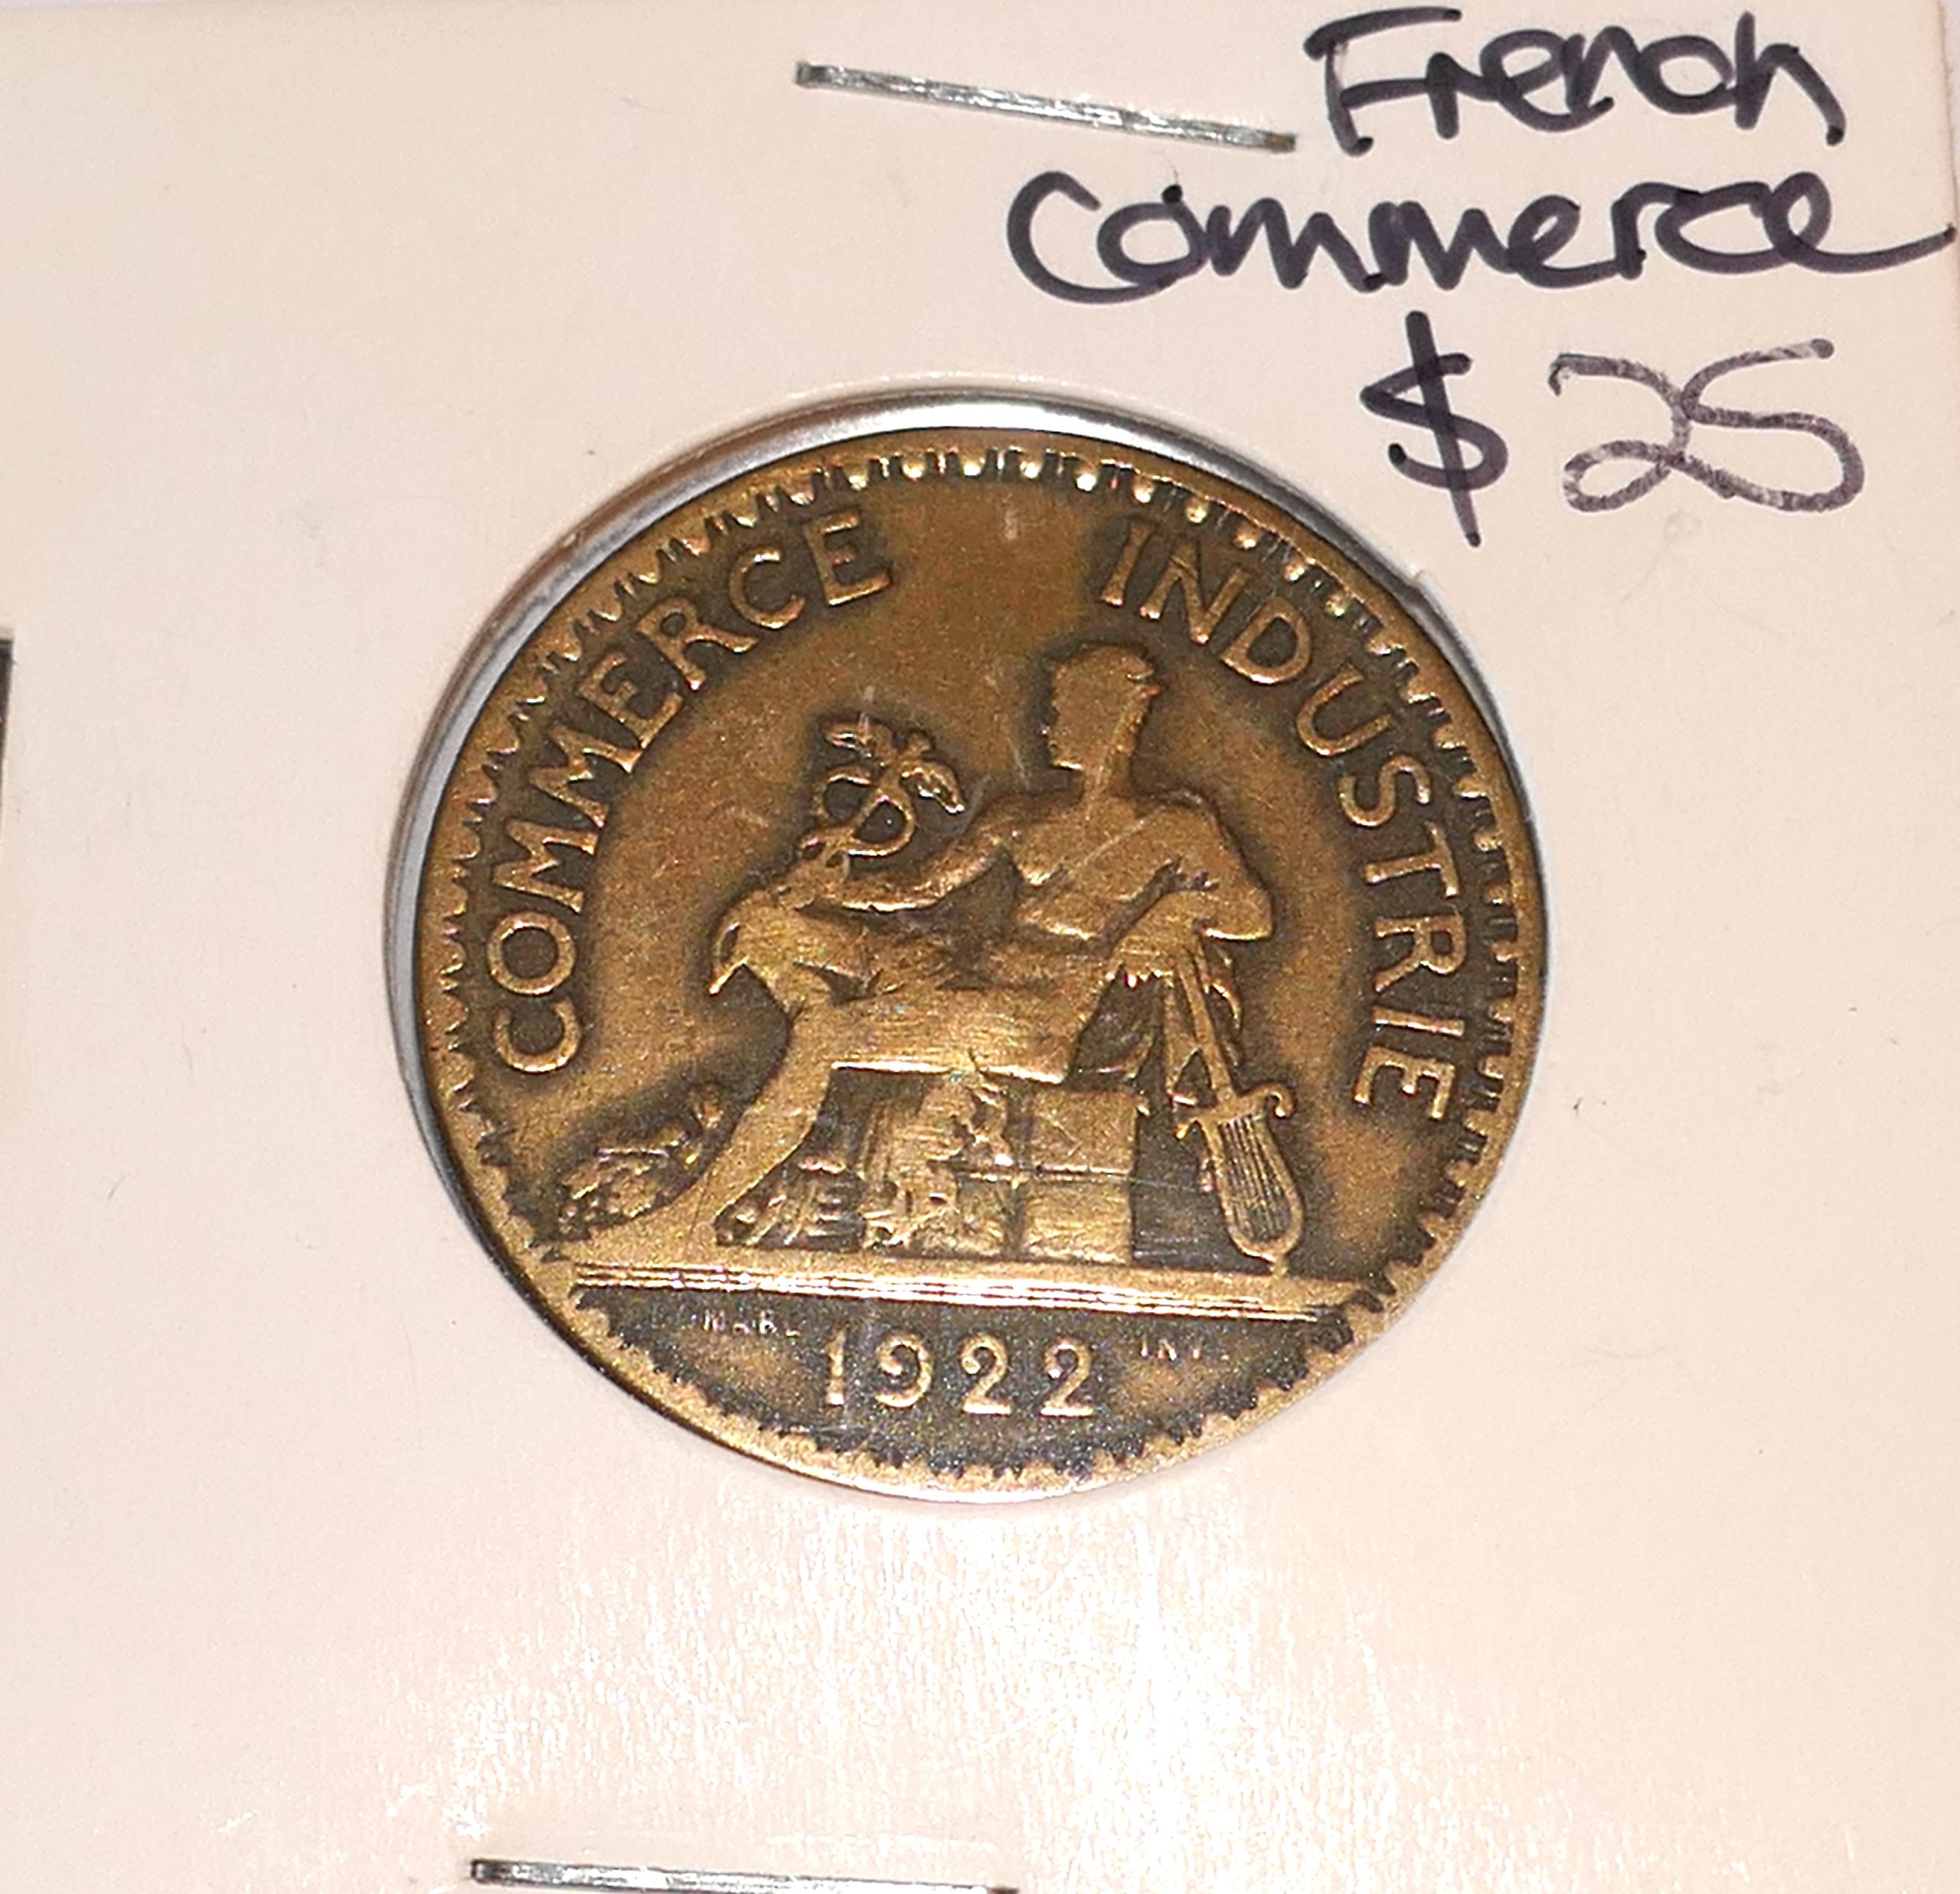 French
Commerce
$25
COMMERCE INDUSTRIE
1922